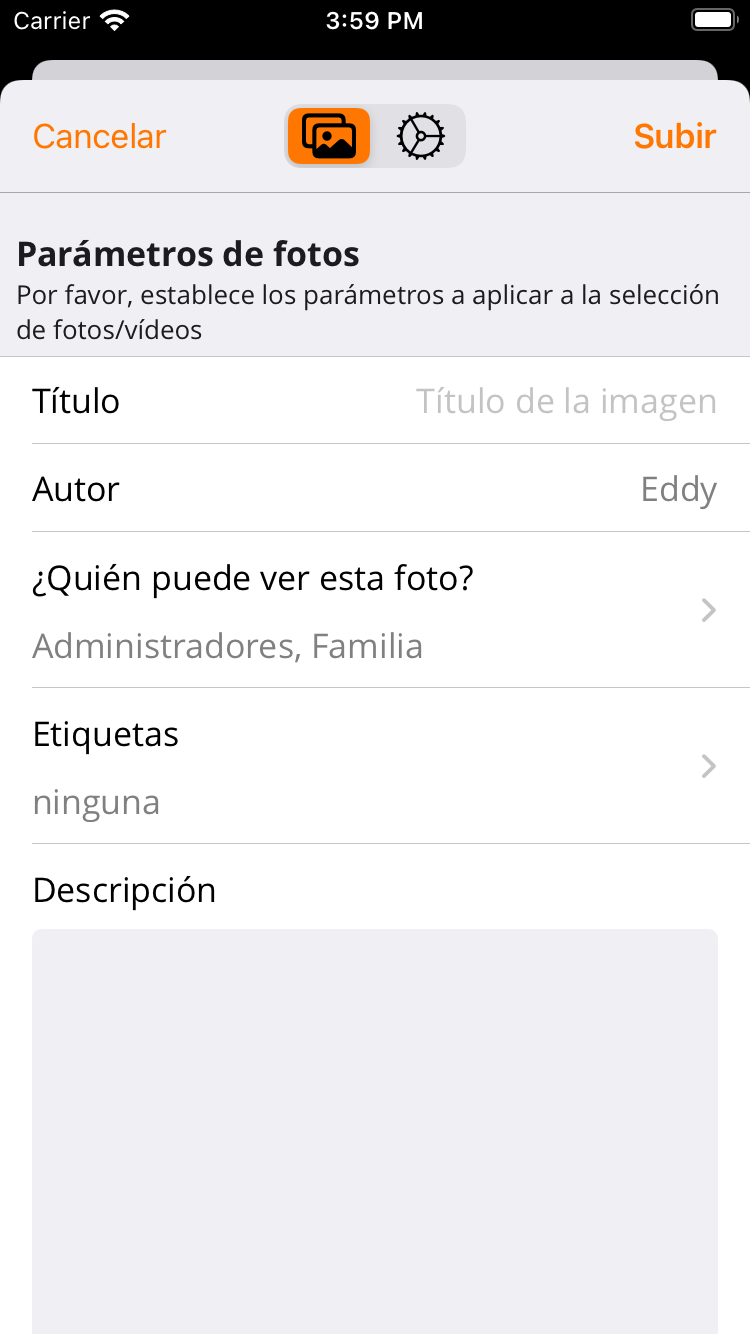 Carrier 3:59 PM
Cancelar Subir
Parámetros de fotos
Por favor, establece los parámetros a aplicar a la selección
de fotos/vídeos
Título Título de la imagen
Autor Eddy
¿Quién puede ver esta foto?
Administradores, Familia
Etiquetas
ninguna
Descripción